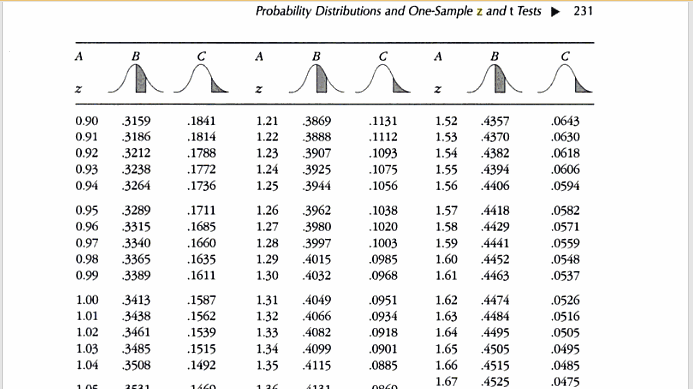 Probability Distributions and One-Sample z and t Tests ▶ 231
A B C A B C A B C
z z z
0.90 .3159 .1841 1.21 .3869 .1131 1.52 .4357 .0643
0.91 .3186 .1814 1.22 .3888 .1112 1.53 .4370 .0630
0.92 .3212 .1788 1.23 .3907 .1093 1.54 .4382 .0618
0.93 .3238 .1772 1.24 .3925 .1075 1.55 .4394 .0606
0.94 .3264 .1736 1.25 .3944 .1056 1.56 .4406 .0594
0.95 .3289 .1711 1.26 .3962 .1038 1.57 .4418 .0582
0.96 .3315 .1685 1.27 .3980 .1020 1.58 .4429 .0571
0.97 .3340 .1660 1.28 .3997 .1003 1.59 .4441 .0559
0.98 .3365 .1635 1.29 .4015 .0985 1.60 .4452 .0548
0.99 .3389 .1611 1.30 .4032 .0968 1.61 .4463 .0537
1.00 .3413 .1587 1.31 .4049 .0951 1.62 .4474 .0526
1.01 .3438 .1562 1.32 .4066 .0934 1.63 .4484 .0516
1.02 .3461 .1539 1.33 .4082 .0918 1.64 .4495 .0505
1.03 .3485 .1515 1.34 .4099 .0901 1.65 .4505 .0495
1.04 .3508 .1492 1.35 .4115 .0885 1.66 .4515 .0485
1.67 .4525 .0475